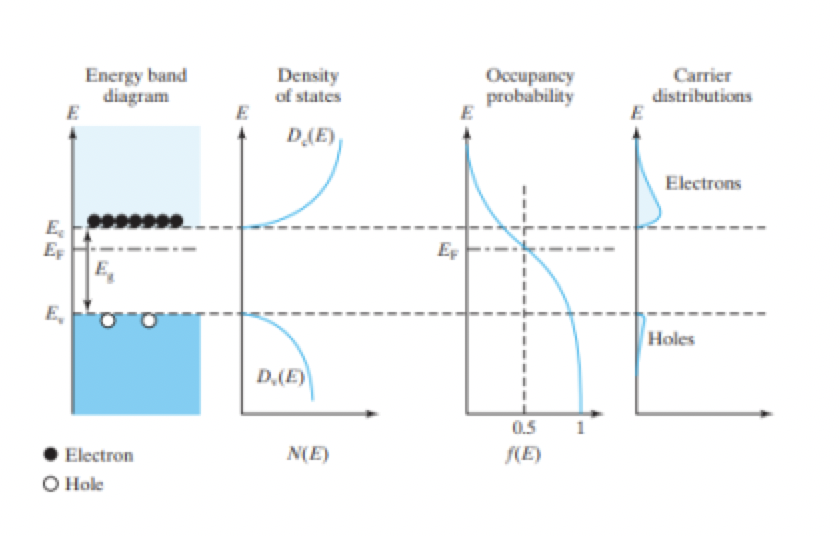 Energy band
diagram
Density
of states
Occupancy
probability
Carrier
distributions
E
E
E
E
D_c(E)
Electrons
E_c
E_F
E_g
E_F
E_v
Holes
D_v(E)
0.5
1
Electron
N(E)
f(E)
Hole